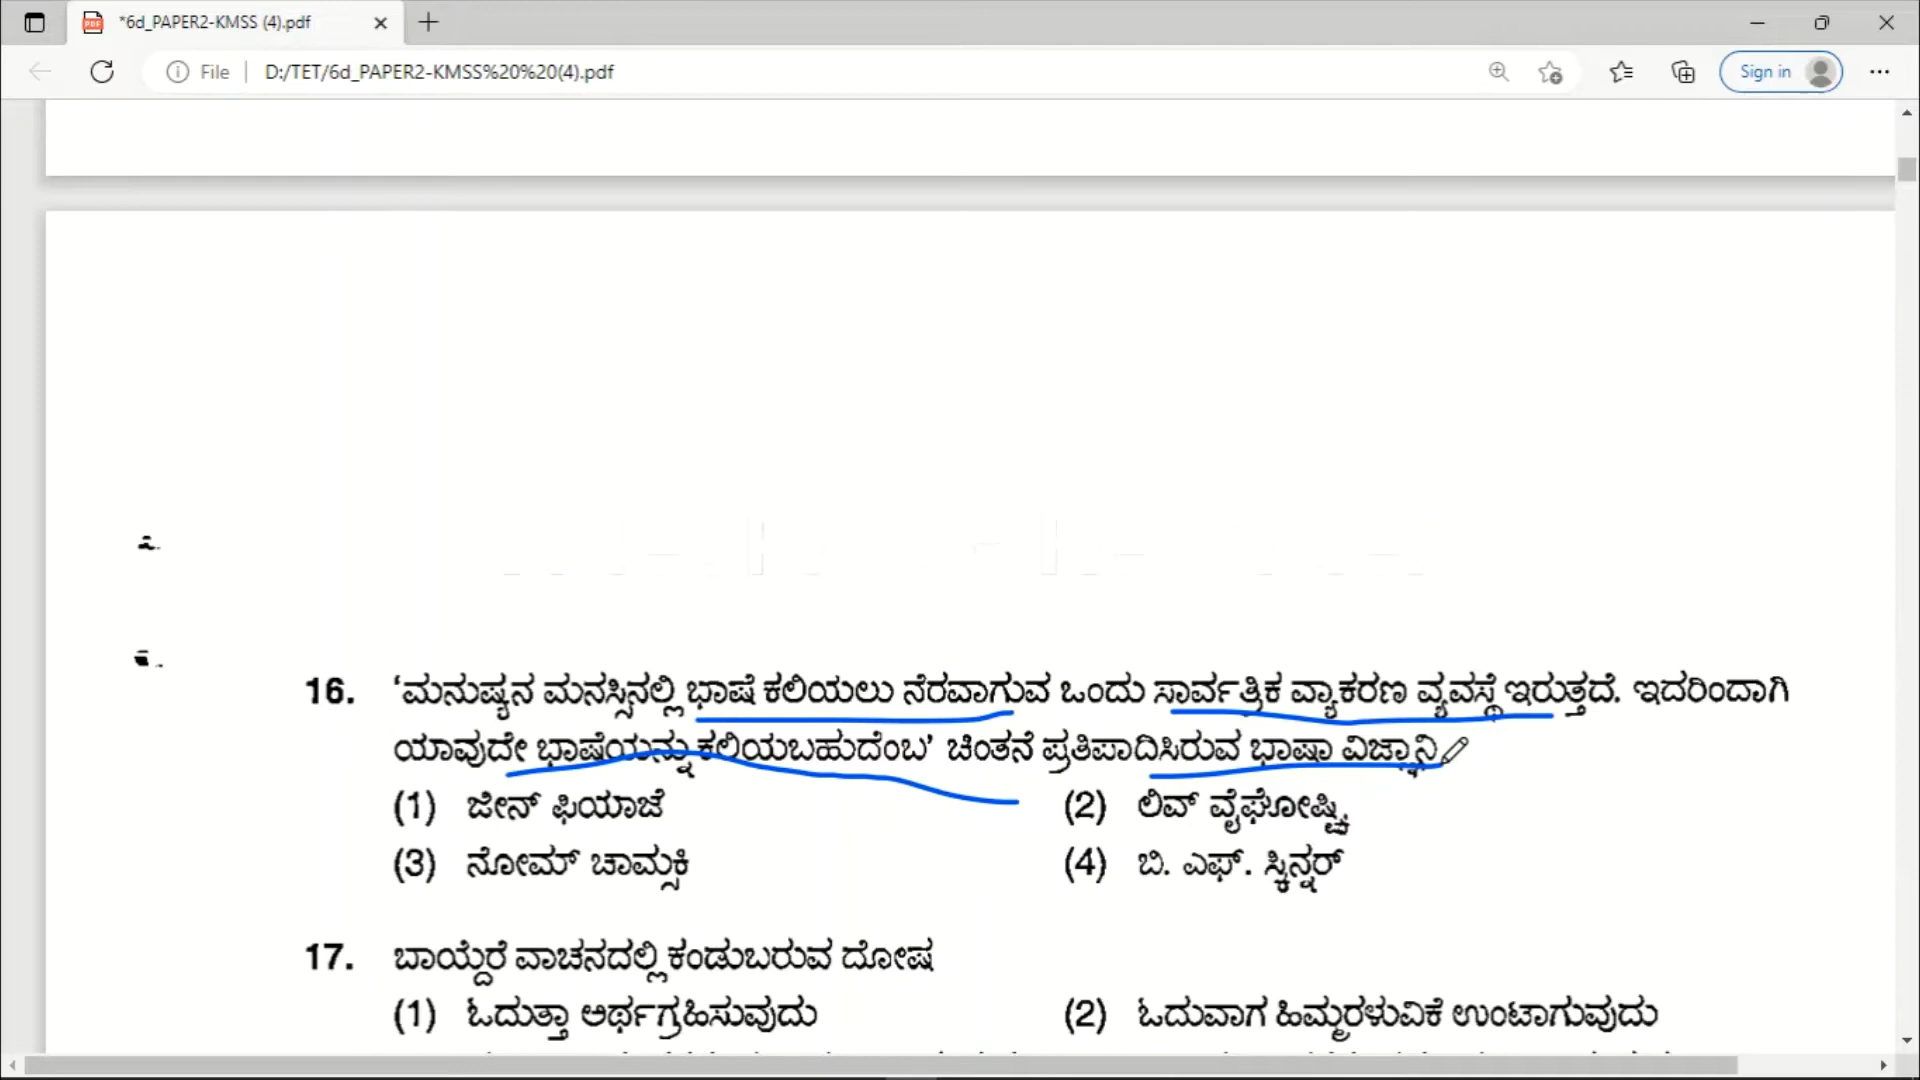 *6d_PAPER2-KMSS (4).pdf
File
D:/TET/6d_PAPER2-KMSS%20%20(4).pdf
Sign in
16. ‘ಮನುಷ್ಯನ ಮನಸ್ಸಿನಲ್ಲಿ ಭಾಷೆ ಕಲಿಯಲು ನೆರವಾಗುವ ಒಂದು ಸಾರ್ವತ್ರಿಕ ವ್ಯಾಕರಣ ವ್ಯವಸ್ಥೆ ಇರುತ್ತದೆ. ಇದರಿಂದಾಗಿ
ಯಾವುದೇ ಭಾಷೆಯನ್ನು ಕಲಿಯಬಹುದೆಂಬ’ ಚಿಂತನೆ ಪ್ರತಿಪಾದಿಸಿರುವ ಭಾಷಾ ವಿಜ್ಞಾನಿ
(1) ಜೀನ್ ಫಿಯಾಜೆ (2) ಲಿವ್ ವೈಘೋಷ್ಟ್ಕಿ
(3) ನೋಮ್ ಚಾಮ್ಸಕ್ಕಿ (4) ಬಿ. ಎಫ್. ಸ್ಕಿನ್ನರ್
17. ಬಾಯ್ದೆರೆ ವಾಚನದಲ್ಲಿ ಕಂಡುಬರುವ ದೋಷ
(1) ಓದುತ್ತಾ ಅರ್ಥಗ್ರಹಿಸುವುದು (2) ಓದುವಾಗ ಹಿಮ್ಮರಳುವಿಕೆ ಉಂಟಾಗುವುದು